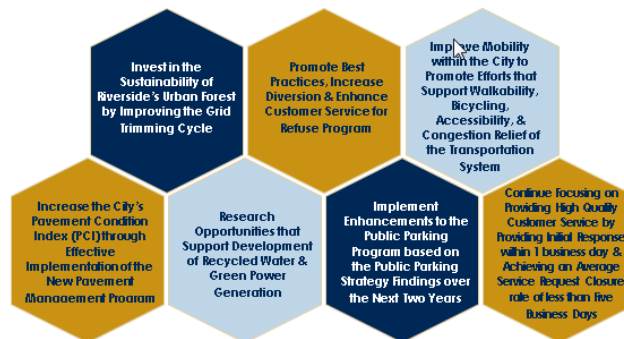 Invest in the
Sustainability of
Riverside's Urban Forest
by Improving the Grid
Trimming Cycle
Promote Best
Practices, Increase
Diversion & Enhance
Customer Service for
Refuse Program
Improve Mobility
within the City to
Promote Efforts that
Support Walkability,
Bicycling,
Accessibility, &
Congestion Relief of
the Transportation
System
Increase the City's
Pavement Condition
Index (PCI) through
Effective
Implementation of the
New Pavement
Management Program
Research
Opportunities that
Support Development
of Recycled Water &
Green Power
Generation
Implement
Enhancements to the
Public Parking
Program based on
the Public Parking
Strategy Findings over
the Next Two Years
Continue Focusing on
Providing High Quality
Customer Service by
Providing Initial Response
within 1 business day &
Achieving an Average
Service Request Closure
rate of less than Five
Business Days